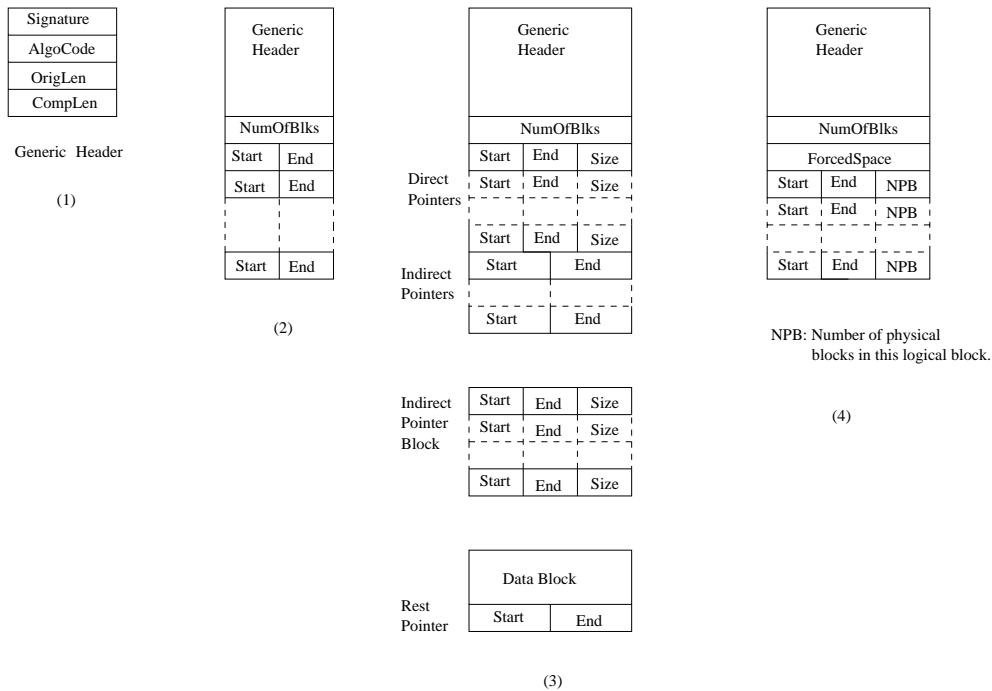 Signature
AlgoCode
OrigLen
CompLen
Generic Header
(1)
Generic
Header
NumOfBlks
Start End
Start End
Start End
(2)
Generic
Header
NumOfBlks
Start End Size
Direct
Pointers
Start End Size
Start End Size
Indirect
Pointers
Start End
Start End
Indirect
Pointer
Block
Start End Size
Start End Size
Start End Size
Data Block
Rest
Pointer
Start End
(3)
Generic
Header
NumOfBlks
ForcedSpace
Start End NPB
Start End NPB
Start End NPB
NPB: Number of physical
blocks in this logical block.
(4)